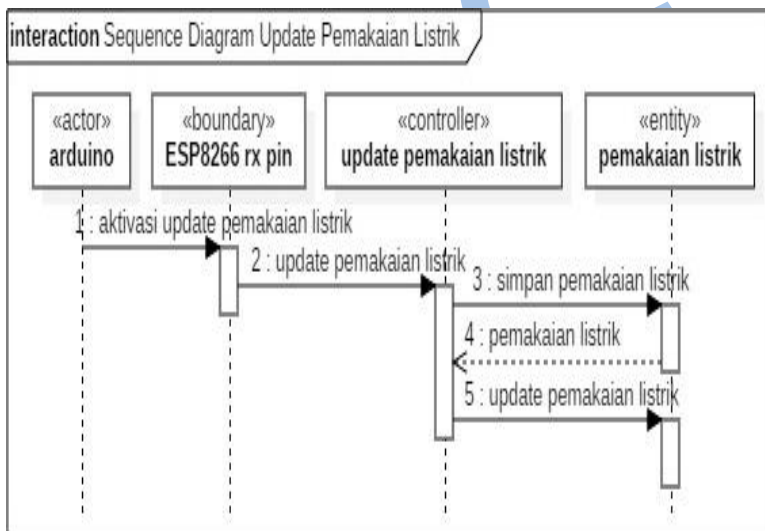 interaction Sequence Diagram Update Pemakaian Listrik
«actor»
arduino
«boundary»
ESP8266 rx pin
«controller»
update pemakaian listrik
«entity»
pemakaian listrik
1 : aktivasi update pemakaian listrik
2 : update pemakaian listrik
3 : simpan pemakaian listrik
4 : pemakaian listrik
5 : update pemakaian listrik